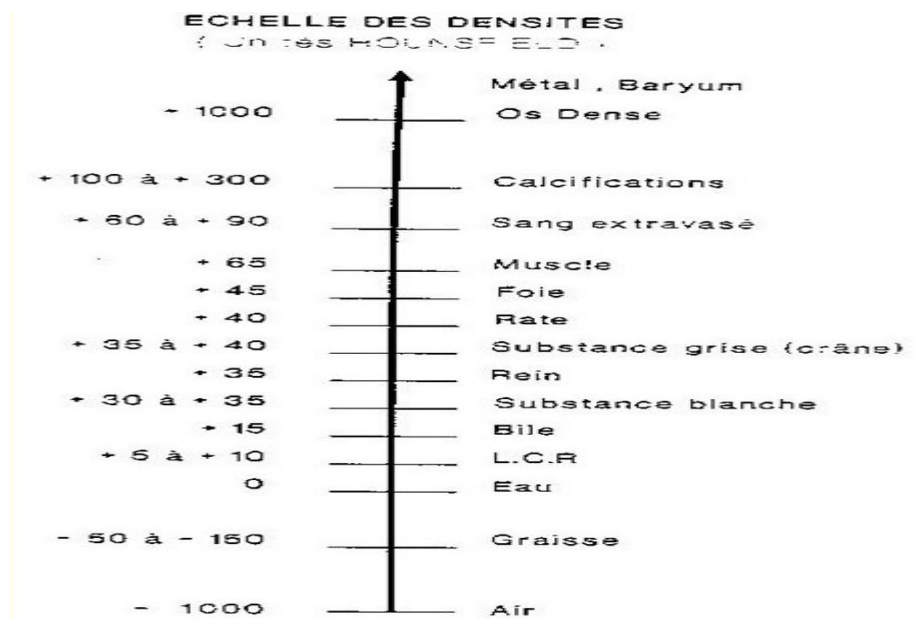 ECHELLE DES DENSITES
( Unités HOUNSFIELD )
Métal , Baryum
+ 1000 Os Dense
+ 100 à + 300 Calcifications
+ 60 à + 90 Sang extravasé
+ 65 Muscle
+ 45 Foie
+ 40 Rate
+ 35 à + 40 Substance grise (crâne)
+ 35 Rein
+ 30 à + 35 Substance blanche
+ 15 Bile
+ 5 à + 10 L.C.R
0 Eau
- 50 à - 150 Graisse
- 1000 Air